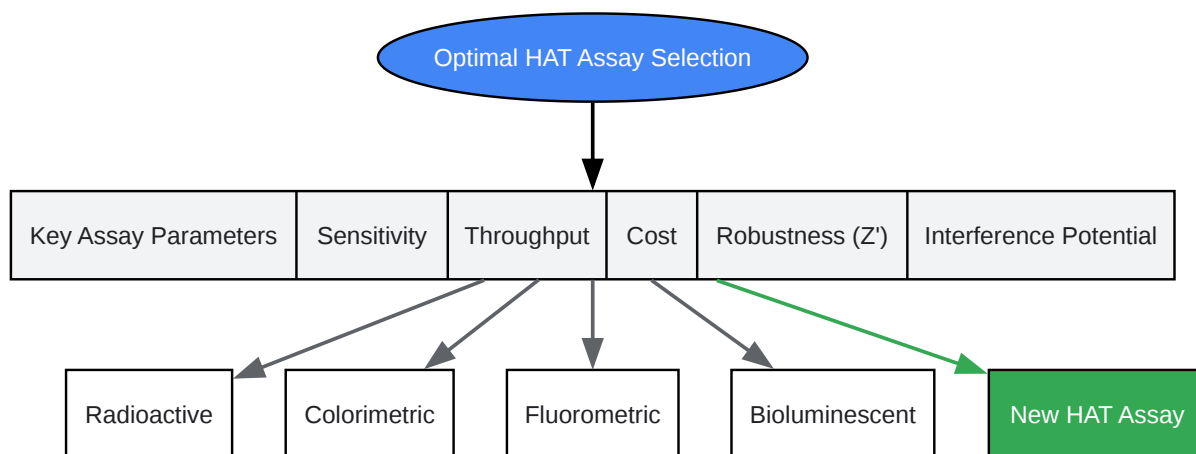 Optimal HAT Assay Selection
Key Assay Parameters
Sensitivity
Throughput
Cost
Robustness (Z')
Interference Potential
Radioactive
Colorimetric
Fluorometric
Bioluminescent
New HAT Assay